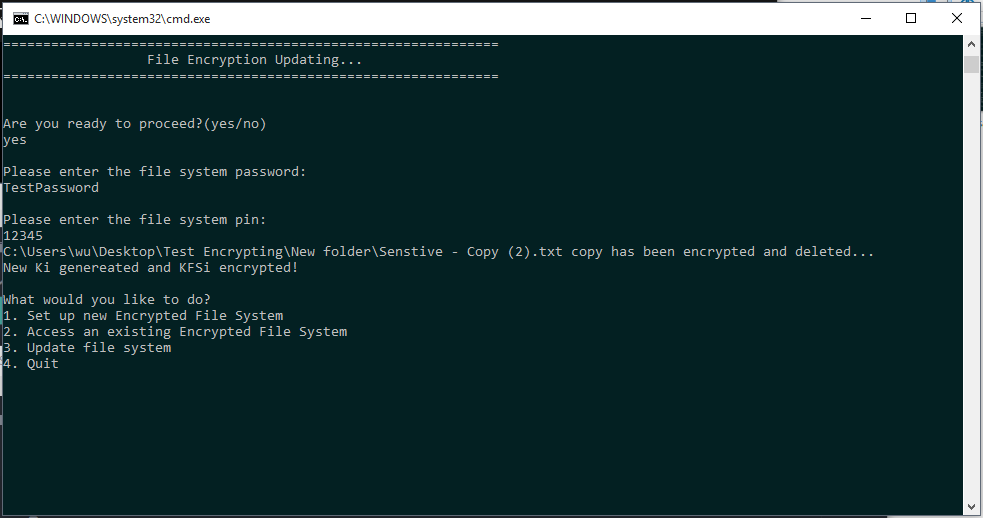 C:\WINDOWS\system32\cmd.exe
==============================================================
File Encryption Updating...
==============================================================
Are you ready to proceed?(yes/no)
yes
Please enter the file system password:
TestPassword
Please enter the file system pin:
12345
C:\Users\wu\Desktop\Test Encrypting\New folder\Senstive - Copy (2).txt copy has been encrypted and deleted...
New Ki genereated and KFSi encrypted!
What would you like to do?
1. Set up new Encrypted File System
2. Access an existing Encrypted File System
3. Update file system
4. Quit